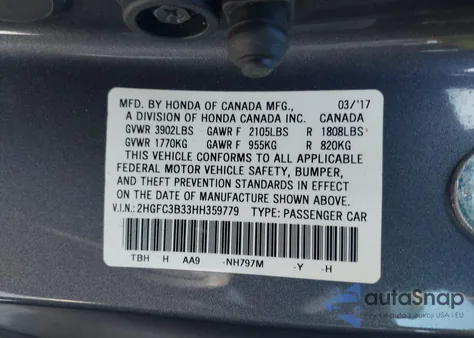 MFD. BY HONDA OF CANADA MFG., 03/'17
A DIVISION OF HONDA CANADA INC. CANADA
GVWR 3902LBS GAWR F 2105LBS R 1808LBS
GVWR 1770KG GAWR F 955KG R 820KG
THIS VEHICLE CONFORMS TO ALL APPLICABLE
FEDERAL MOTOR VEHICLE SAFETY, BUMPER,
AND THEFT PREVENTION STANDARDS IN EFFECT
ON THE DATE OF MANUFACTURE SHOWN ABOVE.
V.I.N.: 2HGFC3B33HH359779 TYPE: PASSENGER CAR
TBH H AA9 -NH797M -Y -H
autoSnap